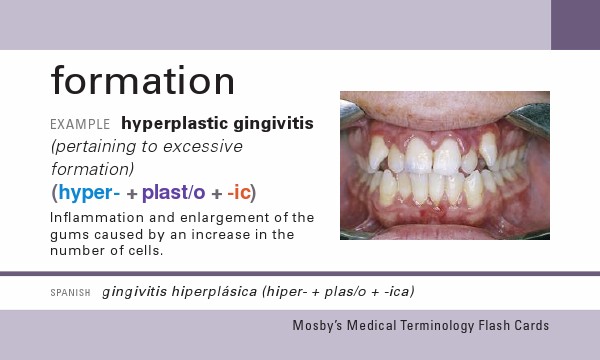 formation
EXAMPLE hyperplastic gingivitis
(pertaining to excessive
formation)
(hyper- + plast/o + -ic)
Inflammation and enlargement of the
gums caused by an increase in the
number of cells.
SPANISH gingivitis hiperplásica (hiper- + plas/o + -ica)
Mosby's Medical Terminology Flash Cards